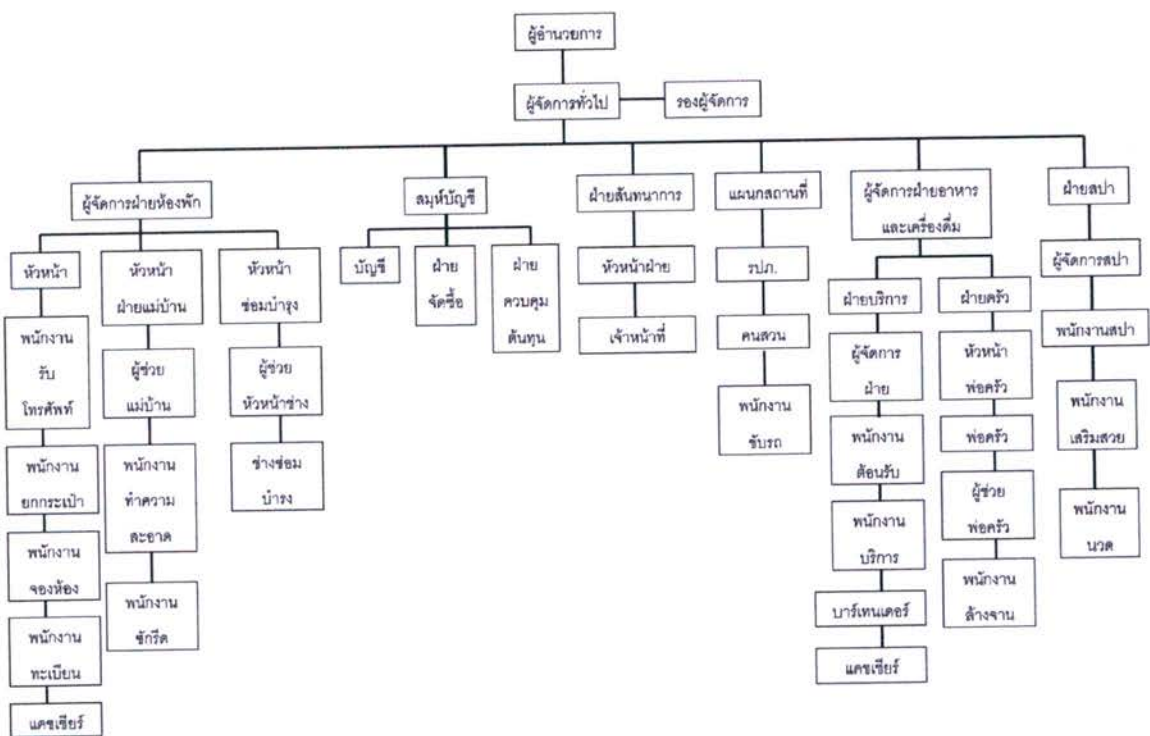 ผู้อำนวยการ
ผู้จัดการทั่วไป
รองผู้จัดการ
ผู้จัดการฝ่ายห้องพัก
หัวหน้า
พนักงาน
รับ
โทรศัพท์
พนักงาน
ยกกระเป๋า
พนักงาน
จองห้อง
พนักงาน
ทะเบียน
แคชเชียร์
หัวหน้า
ฝ่ายแม่บ้าน
ผู้ช่วย
แม่บ้าน
พนักงาน
ทำความ
สะอาด
พนักงาน
ซักรีด
หัวหน้า
ซ่อมบำรุง
ผู้ช่วย
หัวหน้าช่าง
ช่างซ่อม
บำรุง
สมุห์บัญชี
บัญชี
ฝ่าย
จัดซื้อ
ฝ่าย
ควบคุม
ต้นทุน
ฝ่ายสันทนาการ
หัวหน้าฝ่าย
เจ้าหน้าที่
แผนกสถานที่
รปภ.
คนสวน
พนักงาน
ขับรถ
ผู้จัดการฝ่ายอาหาร
และเครื่องดื่ม
ฝ่ายบริการ
ผู้จัดการ
ฝ่าย
พนักงาน
ต้อนรับ
พนักงาน
บริการ
บาร์เทนเดอร์
แคชเชียร์
ฝ่ายครัว
หัวหน้า
พ่อครัว
พ่อครัว
ผู้ช่วย
พ่อครัว
พนักงาน
ล้างจาน
ฝ่ายสปา
ผู้จัดการสปา
พนักงานสปา
พนักงาน
เสริมสวย
พนักงาน
นวด